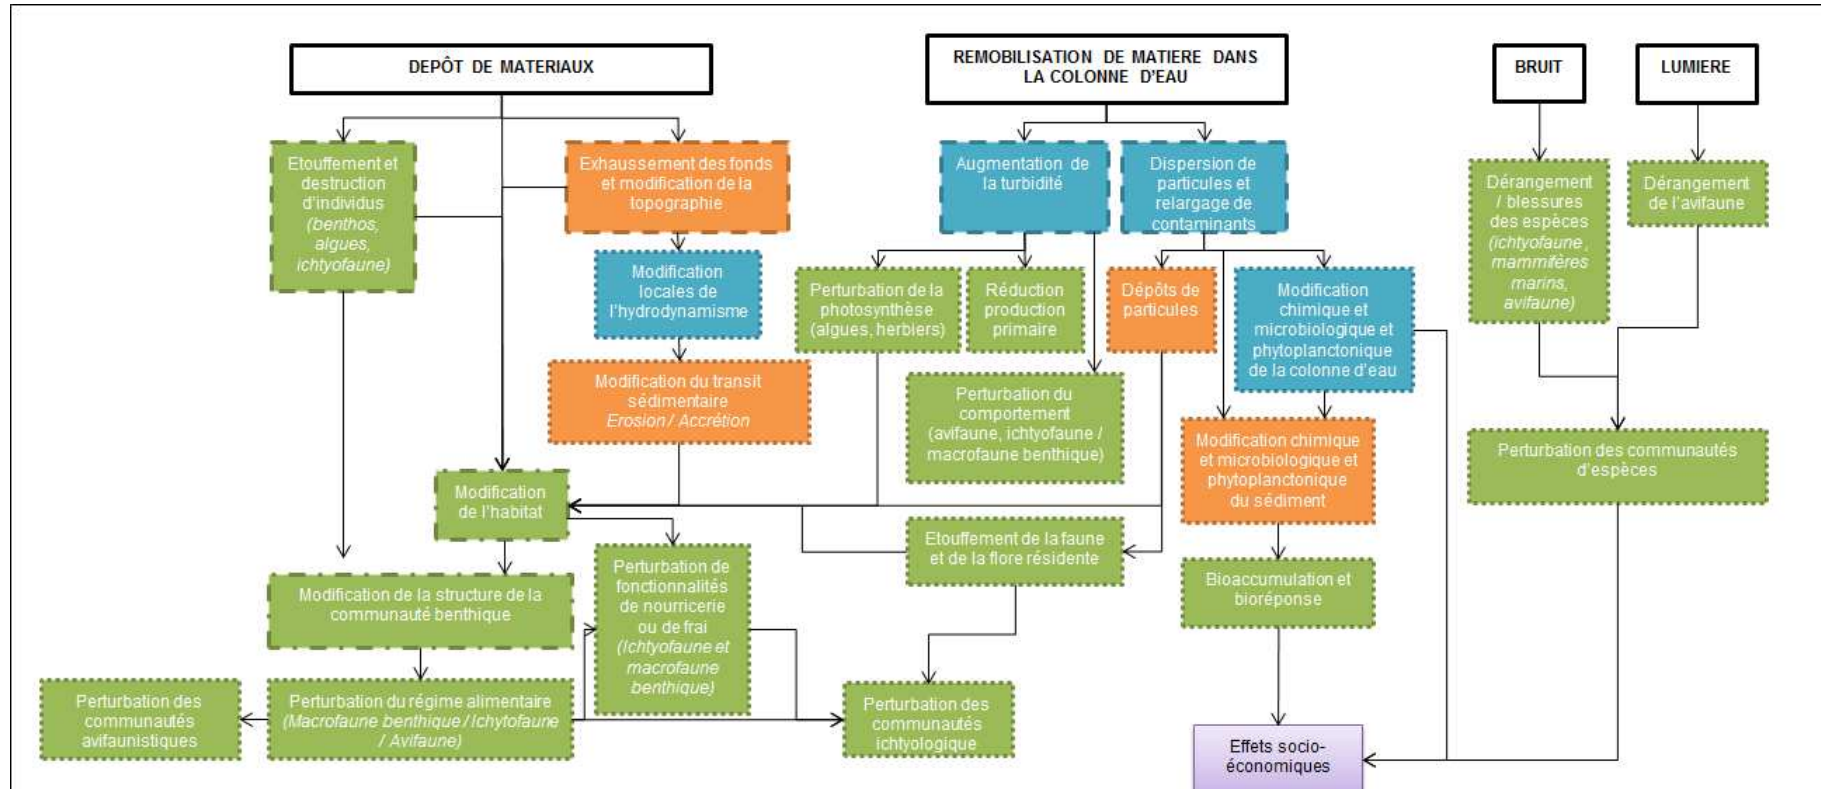 DEPÔT DE MATERIAUX
REMOBILISATION DE MATIERE DANS
LA COLONNE D'EAU
BRUIT
LUMIERE
Etouffement et
destruction
d'individus
(benthos,
algues,
ichtyofaune)
Exhaussement des fonds
et modification de la
topographie
Augmentation de
la turbidité
Dispersion de
particules et
relargage de
contaminants
Dérangement
/ blessures
des espèces
(ichtyofaune,
mammifères
marins,
avifaune)
Dérangement
de l'avifaune
Modification
locales de
l'hydrodynamisme
Perturbation de la
photosynthèse
(algues, herbiers)
Réduction
production
primaire
Dépôts de
particules
Modification
chimique et
microbiologique et
phytoplanctonique
de la colonne d'eau
Modification du transit
sédimentaire
Erosion / Accrétion
Perturbation du
comportement
(avifaune, ichtyofaune /
macrofaune benthique)
Modification chimique
et microbiologique et
phytoplanctonique
du sédiment
Perturbation des communautés
d'espèces
Modification
de l'habitat
Etouffement de la faune
et de la flore résidente
Perturbation de
fonctionnalités
de nourricerie
ou de frai
(Ichtyofaune et
macrofaune
benthique)
Bioaccumulation et
bioréponse
Modification de la structure de la
communauté benthique
Perturbation des
communautés
avifaunistiques
Perturbation du régime alimentaire
(Macrofaune benthique / Ichytofaune
/ Avifaune)
Perturbation des
communautés
ichtyologique
Effets socio-
économiques